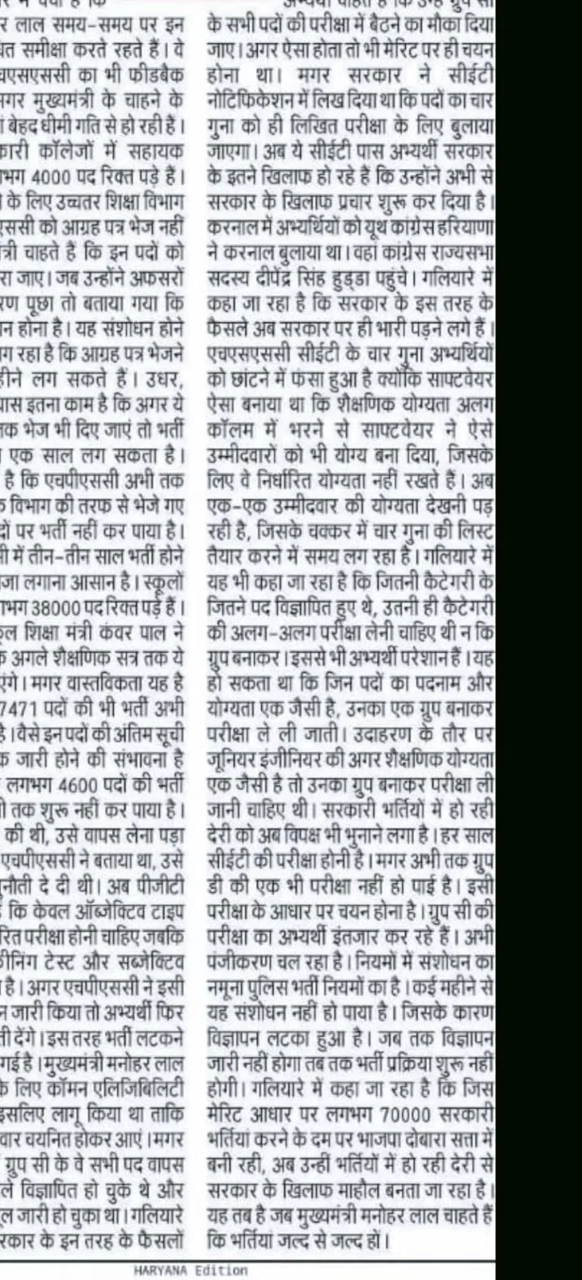 र लाल समय-समय पर इन
त समीक्षा करते रहते हैं। वे
चएसएससी का भी फीडबैक
मगर मुख्यमंत्री के चाहने के
बेहद धीमी गति से हो रही है।
कारी कॉलेजों में सहायक
भग 4000 पद रिक्त पड़े हैं।
के लिए उच्चतर शिक्षा विभाग
एससी को आग्रह पत्र भेज नहीं
त्री चाहते हैं कि इन पदों को
रा जाए। जब उन्होंने अफसरों
रण पूछा तो बताया गया कि
न होना है। यह संशोधन होने
ग रहा है कि आग्रह पत्र भेजने
हीने लग सकते हैं। उधर,
पास इतना काम है कि अगर ये
तक भेज भी दिए जाएं तो भर्ती
एक साल लग सकता है।
है कि एचपीएससी अभी तक
विभाग की तरफ से भेजे गए
दों पर भर्ती नहीं कर पाया है।
सी में तीन-तीन साल भर्ती होने
जा लगाना आसान है। स्कूलों
भग 38000 पद रिक्त पड़े हैं।
ल शिक्षा मंत्री कंवर पाल ने
अगले शैक्षणिक सत्र तक ये
एंगे। मगर वास्तविकता यह है
7471 पदों की भी भर्ती अभी
है। वैसे इन पदों की अंतिम सूची
क जारी होने की संभावना है
लगभग 4600 पदों की भर्ती
ी तक शुरू नहीं कर पाया है।
की थी, उसे वापस लेना पड़ा
एचपीएससी ने बताया था, उसे
नौती दे दी थी। अब पीजीटी
कि केवल ऑब्जेक्टिव टाइप
रित परीक्षा होनी चाहिए जबकि
ीनिंग टेस्ट और सब्जेक्टिव
है। अगर एचपीएससी ने इसी
न जारी किया तो अभ्यर्थी फिर
ती देंगे। इस तरह भर्ती लटकने
गई है। मुख्यमंत्री मनोहर लाल
के लिए कॉमन एलिजिबिलिटी
इसलिए लागू किया था ताकि
वार चयनित होकर आएं। मगर
ग्रुप सी के वे सभी पद वापस
ले विज्ञापित हो चुके थे और
ल जारी हो चुका था। गलियारे
रकार के इन तरह के फैसलों
के सभी पदों की परीक्षा में बैठने का मौका दिया
जाए। अगर ऐसा होता तो भी मेरिट पर ही चयन
होना था। मगर सरकार ने सीईटी
नोटिफिकेशन में लिख दिया था कि पदों का चार
गुना को ही लिखित परीक्षा के लिए बुलाया
जाएगा। अब ये सीईटी पास अभ्यर्थी सरकार
के इतने खिलाफ हो रहे हैं कि उन्होंने अभी से
सरकार के खिलाफ प्रचार शुरू कर दिया है।
करनाल में अभ्यर्थियों को यूथ कांग्रेस हरियाणा
ने करनाल बुलाया था। वहां कांग्रेस राज्यसभा
सदस्य दीपेंद्र सिंह हुड्डा पहुंचे। गलियारे में
कहा जा रहा है कि सरकार के इस तरह के
फैसले अब सरकार पर ही भारी पड़ने लगे हैं।
एचएसएससी सीईटी के चार गुना अभ्यर्थियों
को छांटने में फंसा हुआ है क्योंकि साफ्टवेयर
ऐसा बनाया था कि शैक्षणिक योग्यता अलग
कॉलम में भरने से साफ्टवेयर ने ऐसे
उम्मीदवारों को भी योग्य बना दिया, जिसके
लिए वे निर्धारित योग्यता नहीं रखते हैं। अब
एक-एक उम्मीदवार की योग्यता देखनी पड़
रही है, जिसके चक्कर में चार गुना की लिस्ट
तैयार करने में समय लग रहा है। गलियारे में
यह भी कहा जा रहा है कि जितनी कैटेगरी के
जितने पद विज्ञापित हुए थे, उतनी ही कैटेगरी
की अलग-अलग परीक्षा लेनी चाहिए थी न कि
ग्रुप बनाकर। इससे भी अभ्यर्थी परेशान हैं। यह
हो सकता था कि जिन पदों का पदनाम और
योग्यता एक जैसी है, उनका एक ग्रुप बनाकर
परीक्षा ले ली जाती। उदाहरण के तौर पर
जूनियर इंजीनियर की अगर शैक्षणिक योग्यता
एक जैसी है तो उनका ग्रुप बनाकर परीक्षा ली
जानी चाहिए थी। सरकारी भर्तियों में हो रही
देरी को अब विपक्ष भी भुनाने लगा है। हर साल
सीईटी की परीक्षा होनी है। मगर अभी तक ग्रुप
डी की एक भी परीक्षा नहीं हो पाई है। इसी
परीक्षा के आधार पर चयन होना है। ग्रुप सी की
परीक्षा का अभ्यर्थी इंतजार कर रहे हैं। अभी
पंजीकरण चल रहा है। नियमों में संशोधन का
नमूना पुलिस भर्ती नियमों का है। कई महीने से
यह संशोधन नहीं हो पाया है। जिसके कारण
विज्ञापन लटका हुआ है। जब तक विज्ञापन
जारी नहीं होगा तब तक भर्ती प्रक्रिया शुरू नहीं
होगी। गलियारे में कहा जा रहा है कि जिस
मेरिट आधार पर लगभग 70000 सरकारी
भर्तियां करने के दम पर भाजपा दोबारा सत्ता में
बनी रही, अब उन्हीं भर्तियों में हो रही देरी से
सरकार के खिलाफ माहौल बनता जा रहा है।
यह तब है जब मुख्यमंत्री मनोहर लाल चाहते हैं
कि भर्तियां जल्द से जल्द हों।
HARYANA Edition